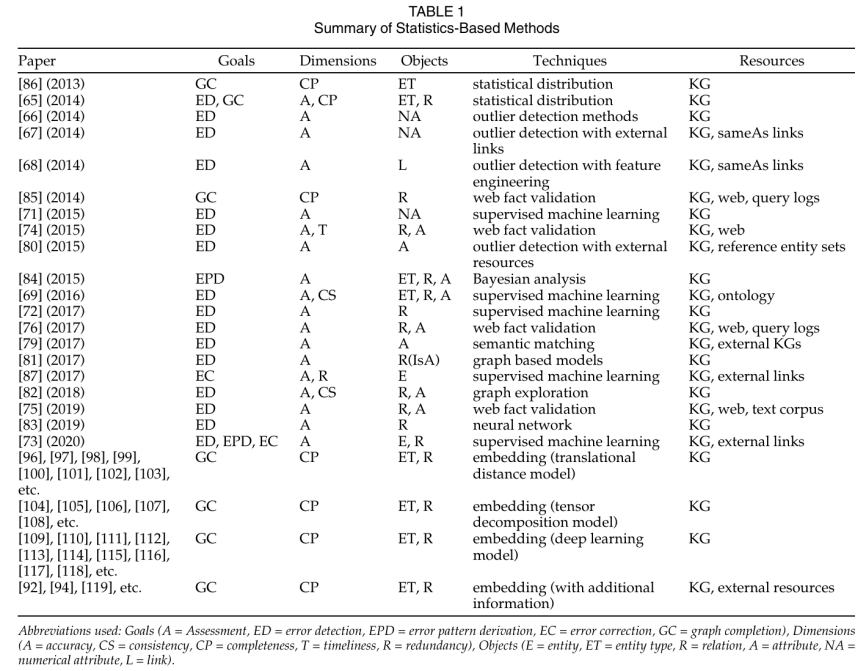 TABLE 1
Summary of Statistics-Based Methods
Paper Goals Dimensions Objects Techniques Resources
[86] (2013) GC CP ET statistical distribution KG
[65] (2014) ED, GC A, CP ET, R statistical distribution KG
[66] (2014) ED A NA outlier detection methods KG
[67] (2014) ED A NA outlier detection with external KG, sameAs links
links
[68] (2014) ED A L outlier detection with feature KG, sameAs links
engineering
[85] (2014) GC CP R web fact validation KG, web, query logs
[71] (2015) ED A NA supervised machine learning KG
[74] (2015) ED A, T R, A web fact validation KG, web
[80] (2015) ED A A outlier detection with external KG, reference entity sets
resources
[84] (2015) EPD A ET, R, A Bayesian analysis KG
[69] (2016) ED A, CS ET, R, A supervised machine learning KG, ontology
[72] (2017) ED A R supervised machine learning KG
[76] (2017) ED A R, A web fact validation KG, web, query logs
[79] (2017) ED A A semantic matching KG, external KGs
[81] (2017) ED A R(IsA) graph based models KG
[87] (2017) EC A, R E supervised machine learning KG, external links
[82] (2018) ED A, CS R, A graph exploration KG
[75] (2019) ED A R, A web fact validation KG, web, text corpus
[83] (2019) ED A R neural network KG
[73] (2020) ED, EPD, EC A E, R supervised machine learning KG, external links
[96], [97], [98], [99], GC CP ET, R embedding (translational KG
[100], [101], [102], [103], distance model)
etc.
[104], [105], [106], [107], GC CP ET, R embedding (tensor KG
[108], etc. decomposition model)
[109], [110], [111], [112], GC CP ET, R embedding (deep learning KG
[113], [114], [115], [116], model)
[117], [118], etc.
[92], [94], [119], etc. GC CP ET, R embedding (with additional KG, external resources
information)
Abbreviations used: Goals (A = Assessment, ED = error detection, EPD = error pattern derivation, EC = error correction, GC = graph completion), Dimensions
(A = accuracy, CS = consistency, CP = completeness, T = timeliness, R = redundancy), Objects (E = entity, ET = entity type, R = relation, A = attribute, NA =
numerical attribute, L = link).